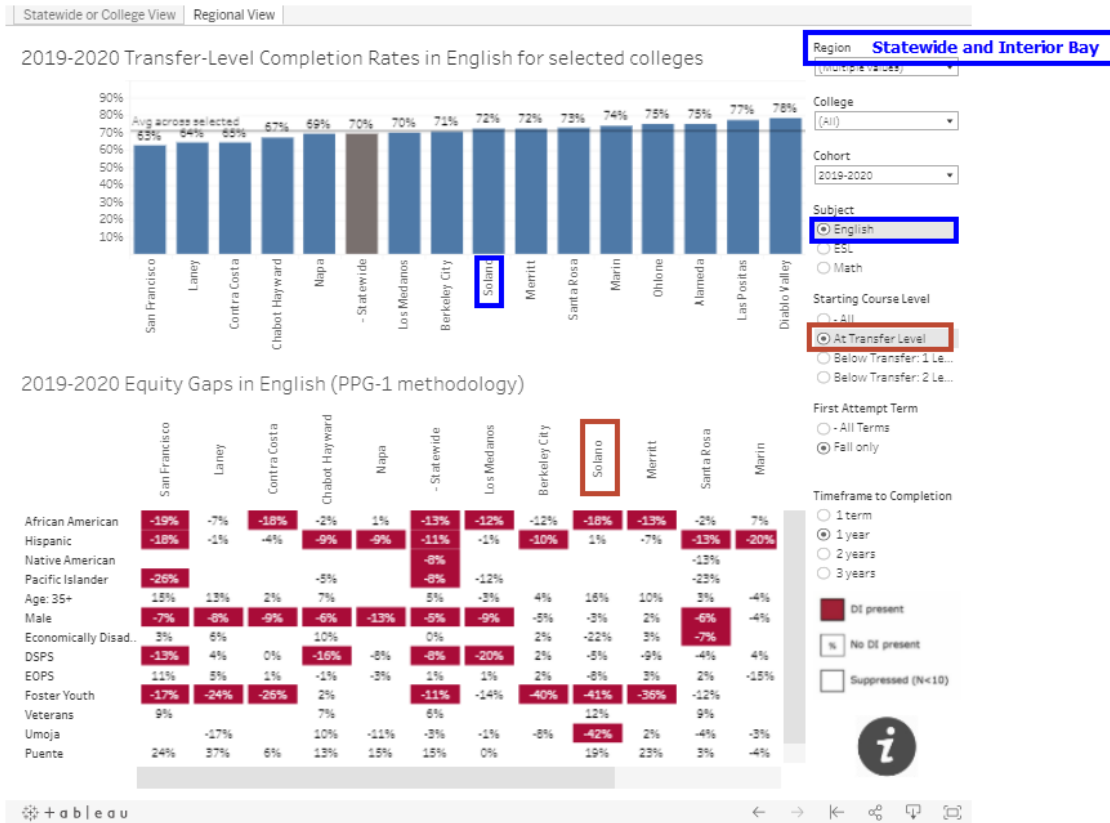 Statewide or College View Regional View
Region Statewide and Interior Bay
(Multiple values)
2019-2020 Transfer-Level Completion Rates in English for selected colleges
90%
80%
70%
60%
50%
40%
30%
20%
10%
Avg across selected
63% 64% 65% 67% 69% 70% 70% 71% 72% 72% 73% 74% 75% 75% 77% 78%
San Francisco
Laney
Contra Costa
Chabot Hayward
Napa
- Statewide
Los Medanos
Berkeley City
Solano
Merritt
Santa Rosa
Marin
Ohlone
Alameda
Las Positas
Diablo Valley
College
(All)
Cohort
2019-2020
Subject
English
ESL
Math
Starting Course Level
- All
At Transfer Level
Below Transfer: 1 Le...
Below Transfer: 2 Le...
First Attempt Term
- All Terms
Fall only
Timeframe to Completion
1 term
1 year
2 years
3 years
DI present
% No DI present
Suppressed (N<10)
i
2019-2020 Equity Gaps in English (PPG-1 methodology)
San Francisco
Laney
Contra Costa
Chabot Hayward
Napa
- Statewide
Los Medanos
Berkeley City
Solano
Merritt
Santa Rosa
Marin
African American -19% -7% -18% -2% 1% -13% -12% -12% -18% -13% -2% 7%
Hispanic -18% -1% -4% -9% -9% -11% -1% -10% 1% -7% -13% -20%
Native American -8% -13%
Pacific Islander -26% -5% -8% -12% -23%
Age: 35+ 15% 13% 2% 7% 5% -3% 4% 16% 10% 3% -4%
Male -7% -8% -9% -6% -13% -5% -9% -5% -3% 2% -6% -4%
Economically Disad.. 3% 6% 10% 0% 2% -22% 3% -7%
DSPS -13% 4% 0% -16% -8% -8% -20% 2% -5% -9% -4% 4%
EOPS 11% 5% 1% -1% -3% 1% 1% 2% -8% 3% 2% -15%
Foster Youth -17% -24% -26% 2% -11% -14% -40% -41% -36% -12%
Veterans 9% 7% 6% 12% 9%
Umoja -17% 10% -11% -3% -1% -8% -42% 2% -4% -3%
Puente 24% 37% 6% 13% 15% 15% 0% 19% 23% 3% -4%
+ a b l e a u